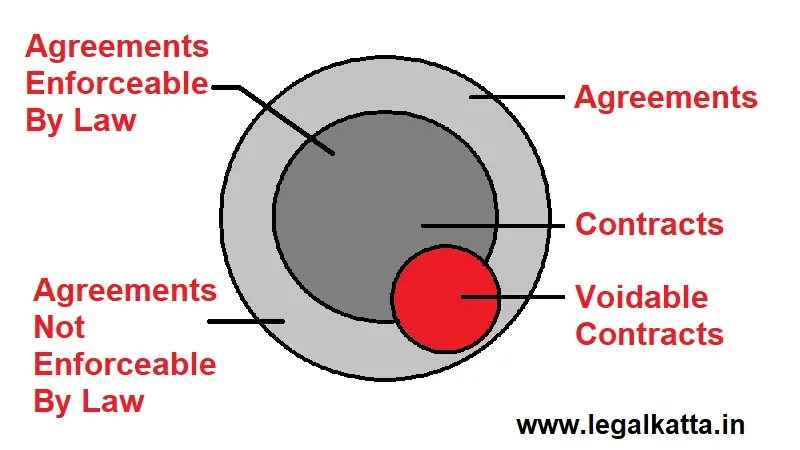 Agreements
Enforceable
By Law
Agreements
Contracts
Agreements
Not
Enforceable
By Law
Voidable
Contracts
www.legalkatta.in